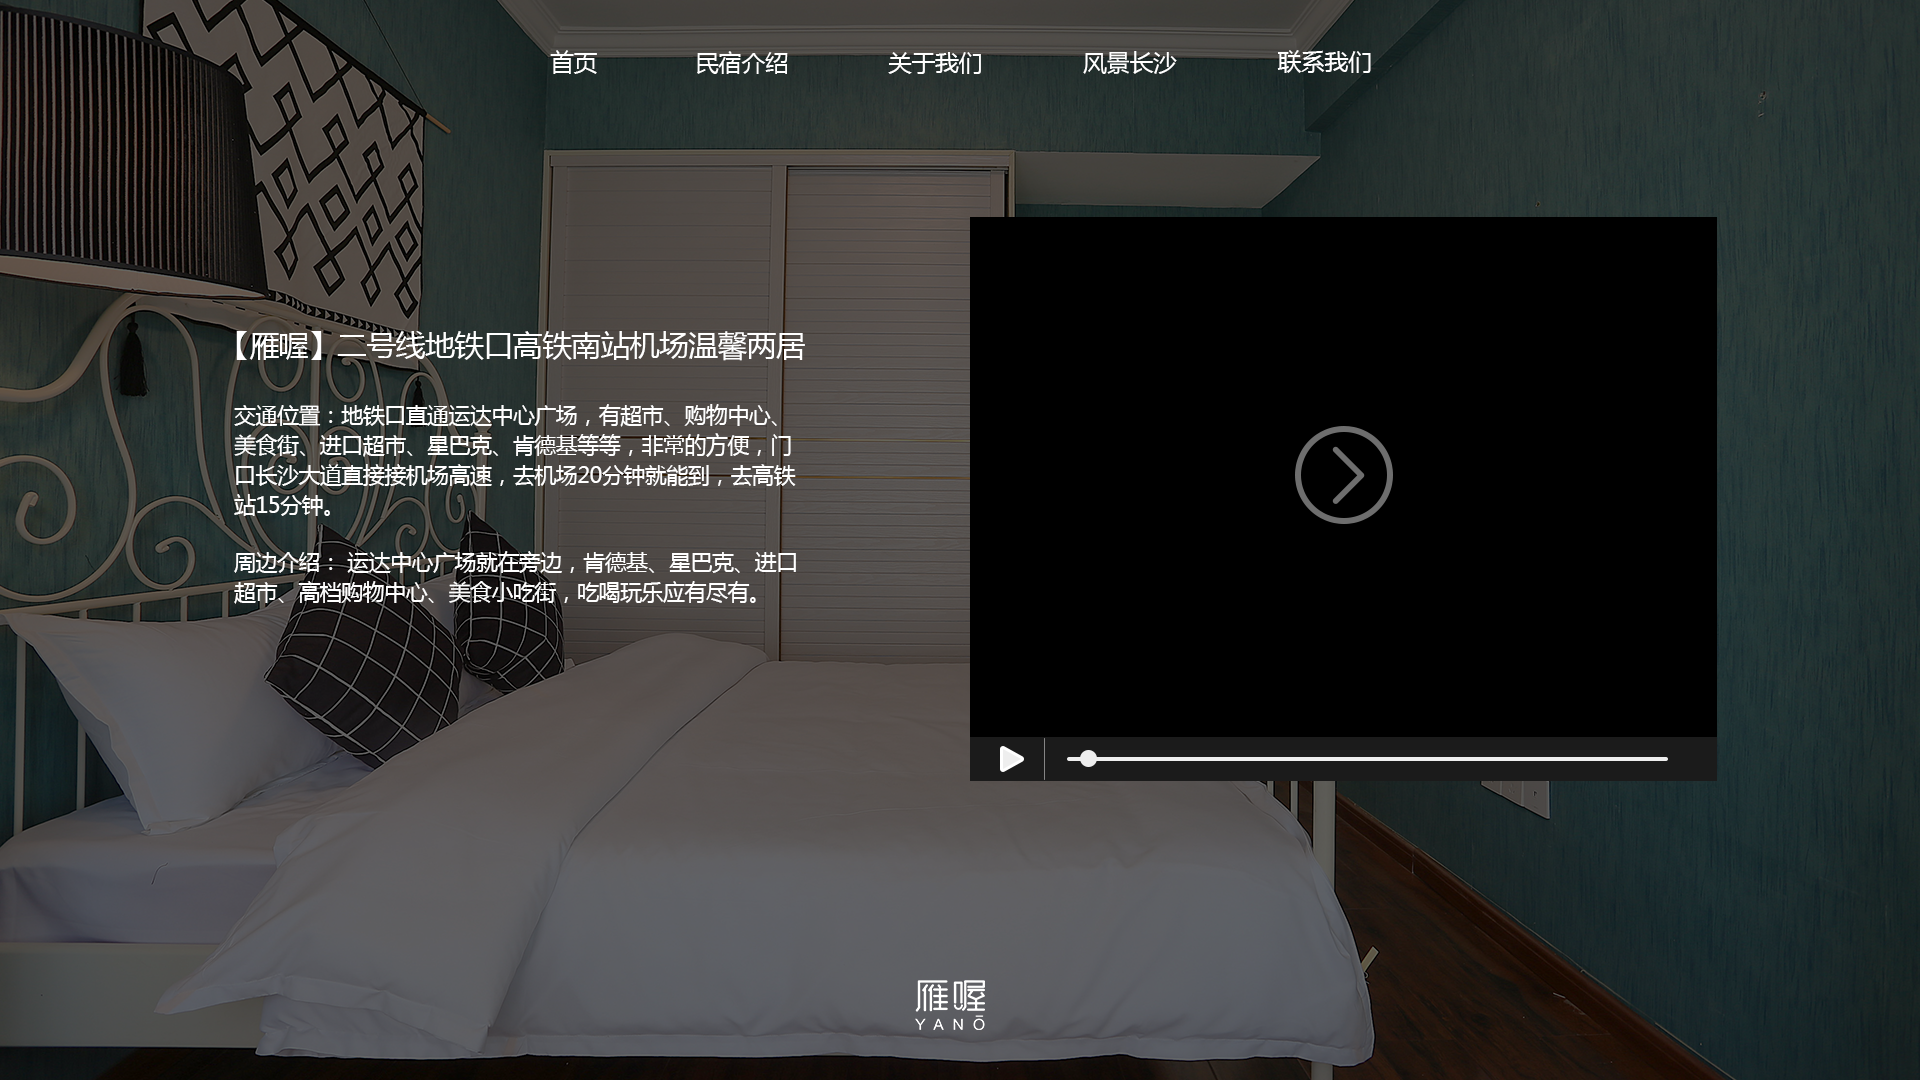 首页
民宿介绍
关于我们
风景长沙
联系我们
【雁喔】二号线地铁口高铁南站机场温馨两居
交通位置：地铁口直通运达中心广场，有超市、购物中心、
美食街、进口超市、星巴克、肯德基等等，非常的方便，门
口长沙大道直接接机场高速，去机场20分钟就能到，去高铁
站15分钟。
周边介绍： 运达中心广场就在旁边，肯德基、星巴克、进口
超市、高档购物中心、美食小吃街，吃喝玩乐应有尽有。
雁喔
YANŌ